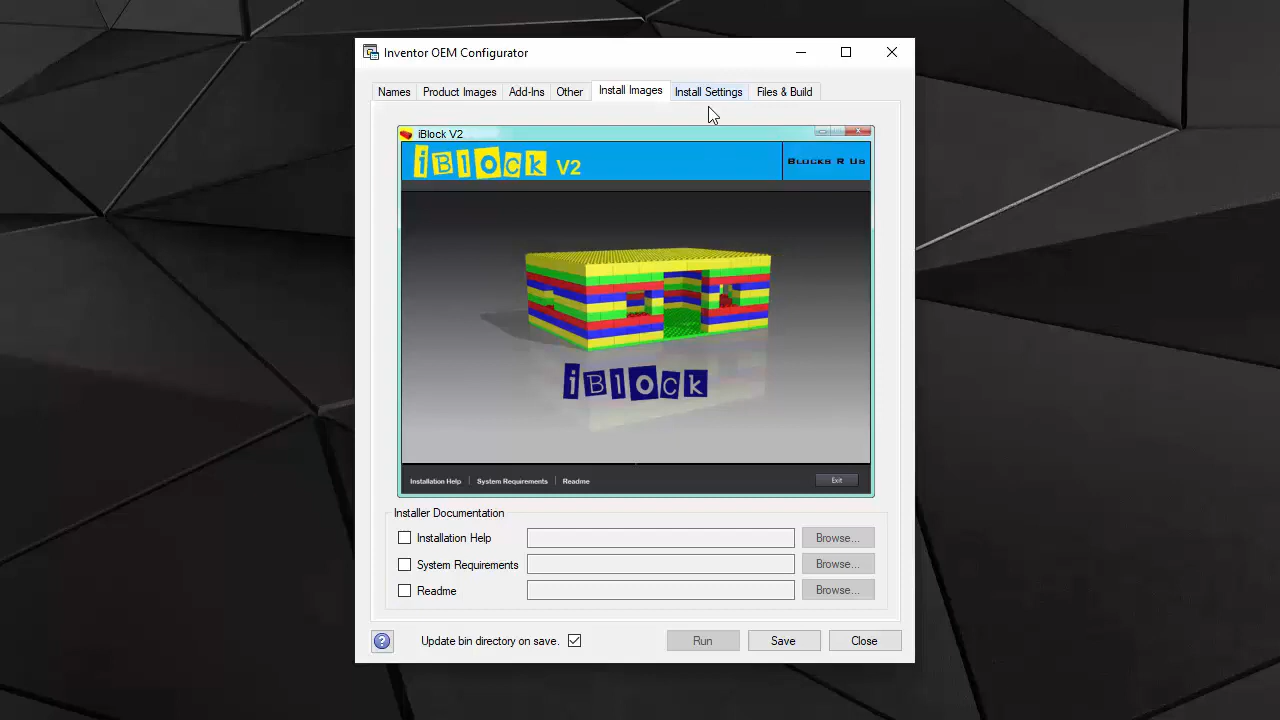 Inventor OEM Configurator
Names Product Images Add-Ins Other Install Images Install Settings Files & Build
iBlock V2
iBlock V2 Blocks R Us
iBlock
Installation Help System Requirements Readme Exit
Installer Documentation
Installation Help Browse...
System Requirements Browse...
Readme Browse...
? Update bin directory on save. Run Save Close